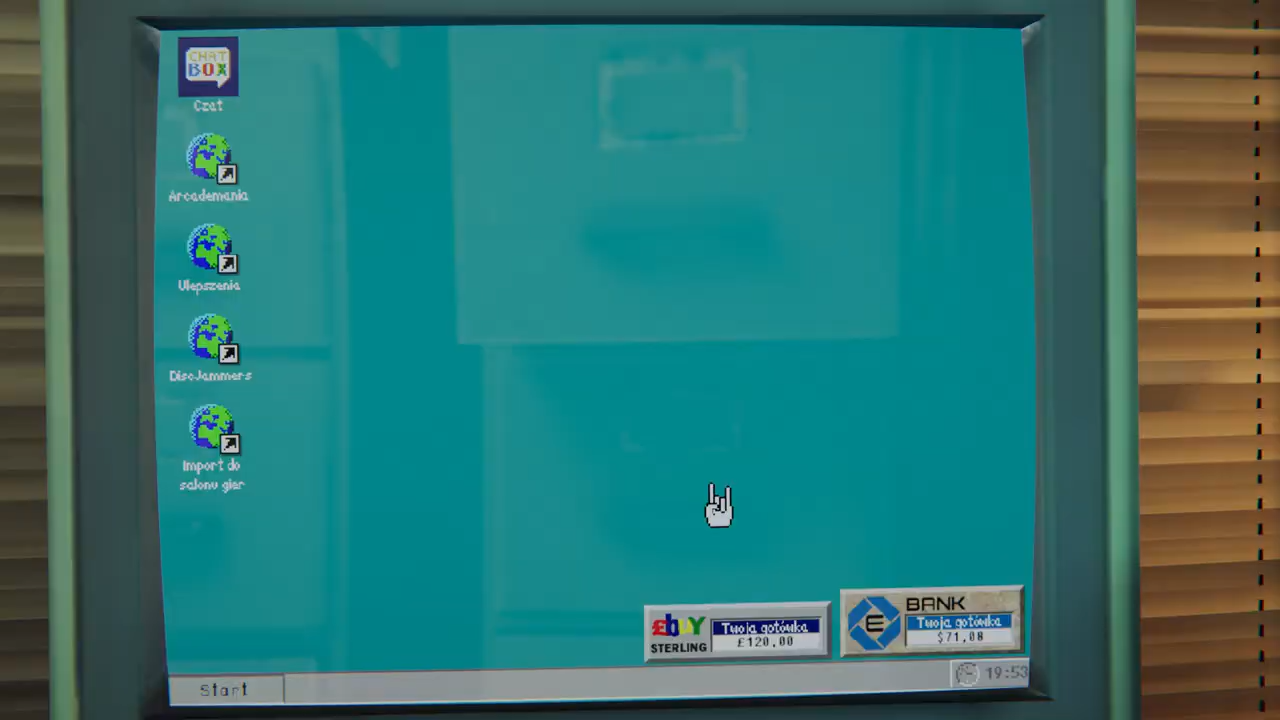 CHAT
BOX
Czat
Arcademania
Ulepszenia
DiscJammers
Import do
salonu gier
£buy
STERLING
Twoja gotówka
£120,00
E
BANK
Twoja gotówka
$71,08
Start
19:53